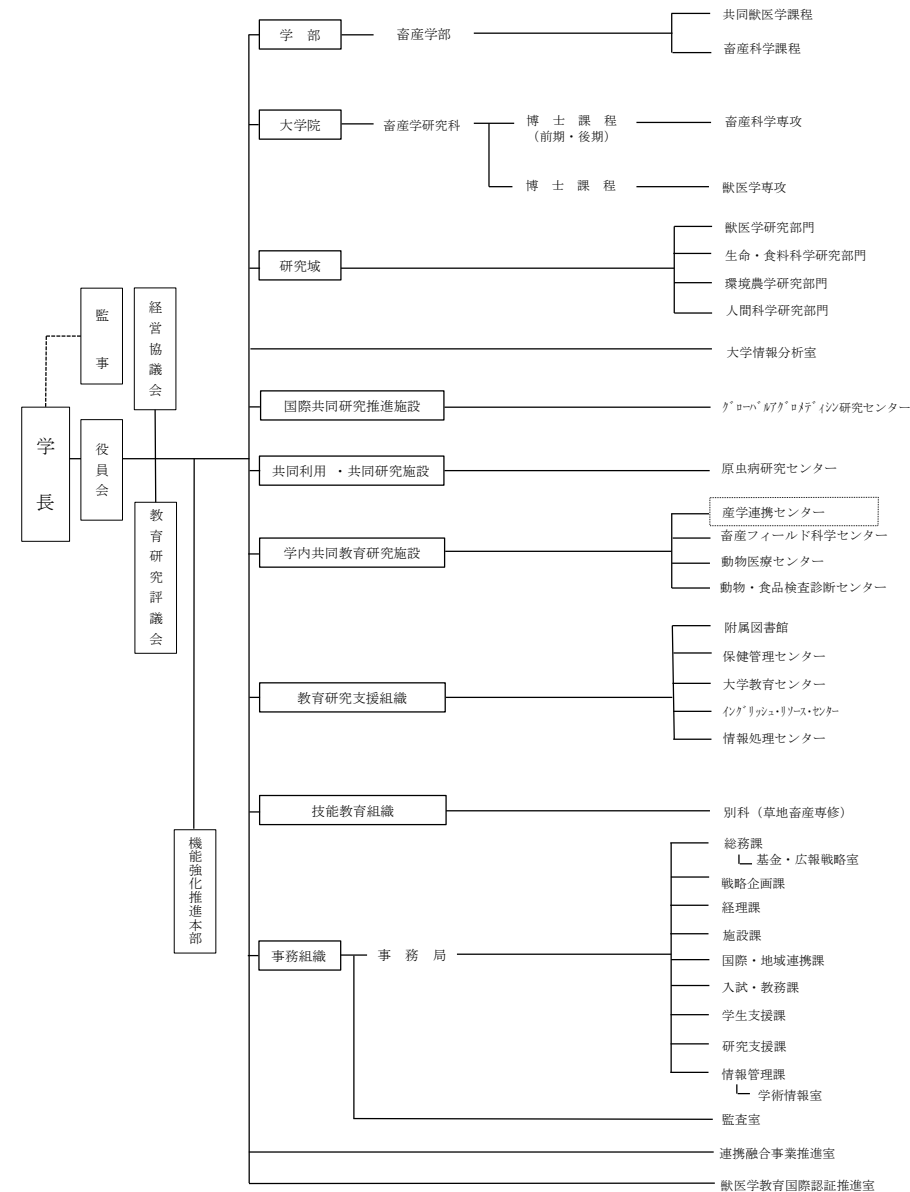 学長
監事
役員会
経営協議会
教育研究評議会
機能強化推進本部
学 部
畜産学部
共同獣医学課程
畜産科学課程
大学院
畜産学研究科
博 士 課 程
(前期・後期)
畜産科学専攻
博 士 課 程
獣医学専攻
研究域
獣医学研究部門
生命・食料科学研究部門
環境農学研究部門
人間科学研究部門
大学情報分析室
国際共同研究推進施設
グローバルアグロメディシン研究センター
共同利用 ・共同研究施設
原虫病研究センター
学内共同教育研究施設
産学連携センター
畜産フィールド科学センター
動物医療センター
動物・食品検査診断センター
教育研究支援組織
附属図書館
保健管理センター
大学教育センター
イングリッシュ・リソース・センター
情報処理センター
技能教育組織
別科（草地畜産専修）
事務組織
事 務 局
総務課
基金・広報戦略室
戦略企画課
経理課
施設課
国際・地域連携課
入試・教務課
学生支援課
研究支援課
情報管理課
学術情報室
監査室
連携融合事業推進室
獣医学教育国際認証推進室